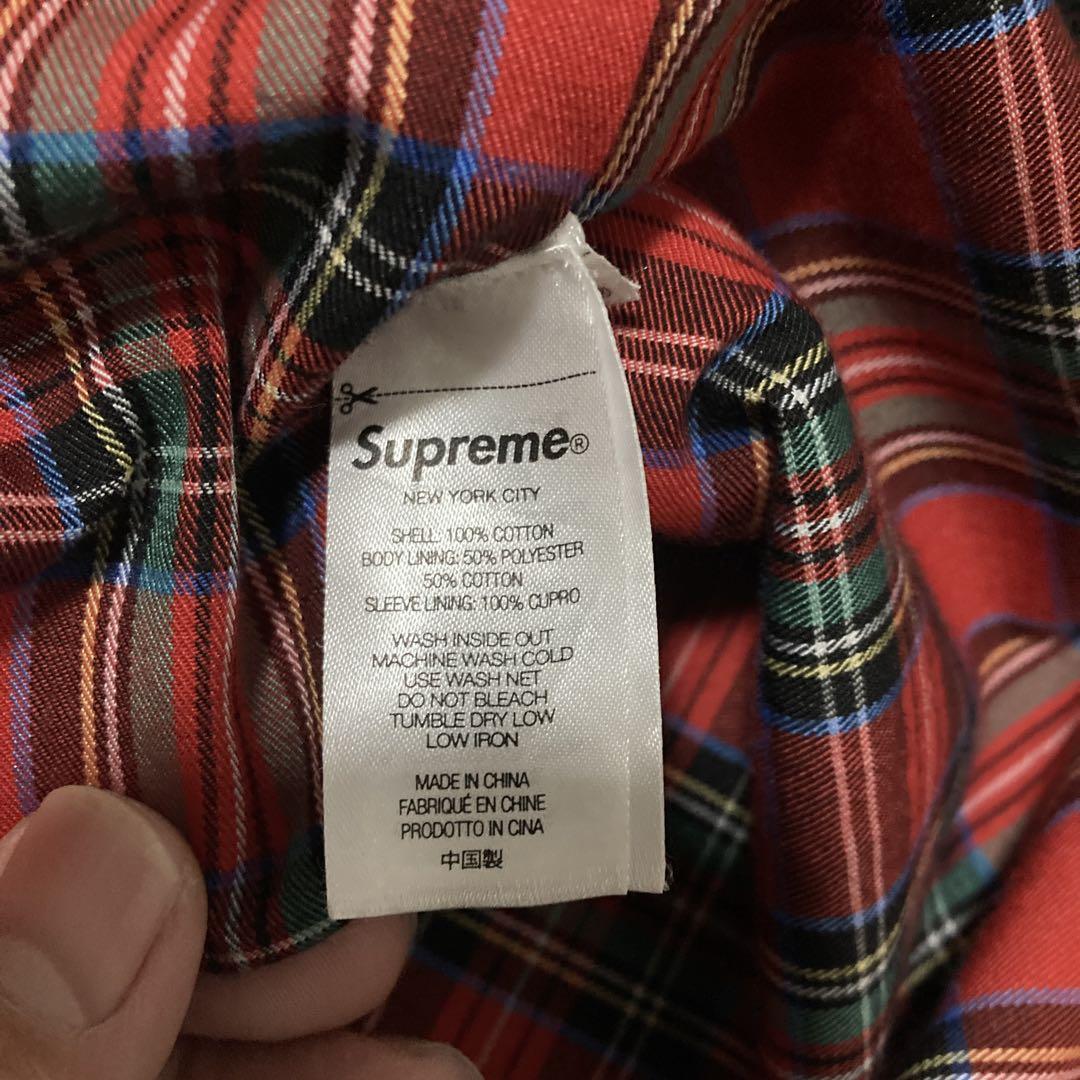 Supreme®
NEW YORK CITY
SHELL: 100% COTTON
BODY LINING: 50% POLYESTER
50% COTTON
SLEEVE LINING: 100% CUPRO
WASH INSIDE OUT
MACHINE WASH COLD
USE WASH NET
DO NOT BLEACH
TUMBLE DRY LOW
LOW IRON
MADE IN CHINA
FABRIQUÉ EN CHINE
PRODOTTO IN CINA
中国製
®